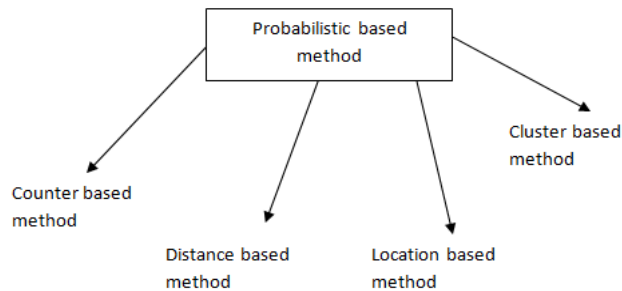 Probabilistic based
method
Cluster based
method
Counter based
method
Distance based
method
Location based
method